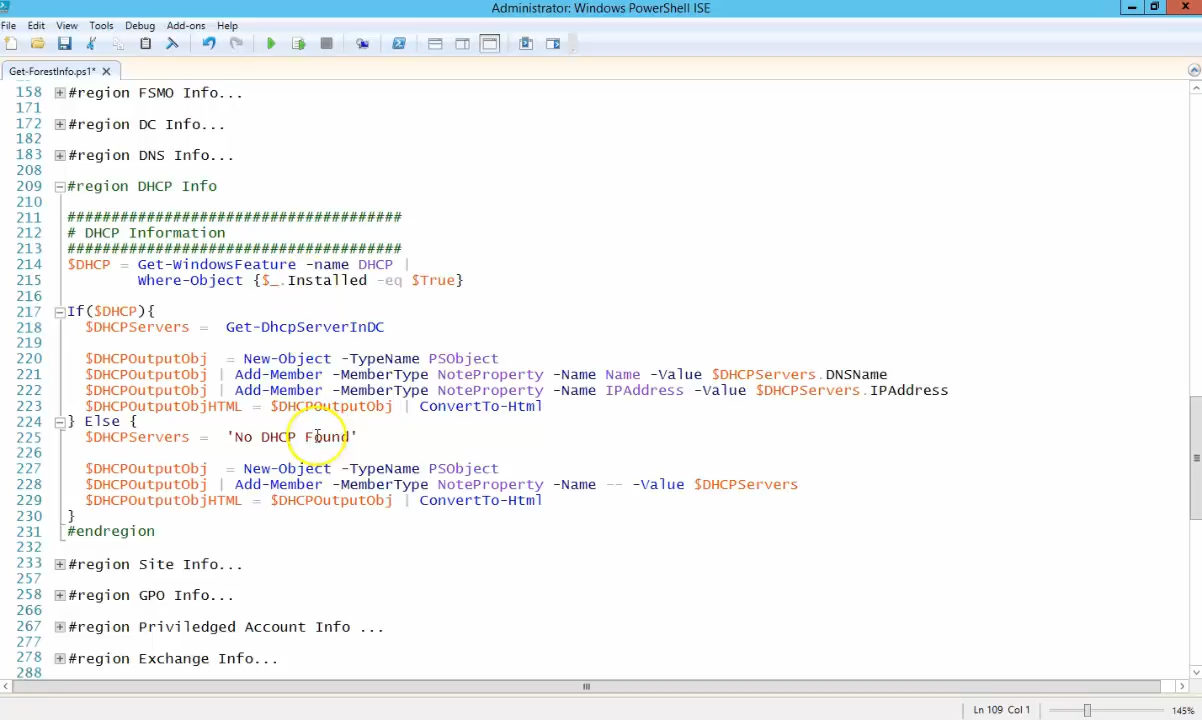 Administrator: Windows PowerShell ISE
File Edit View Tools Debug Add-ons Help
Get-ForestInfo.ps1*
158 #region FSMO Info...
171
172 #region DC Info...
182
183 #region DNS Info...
208
209 #region DHCP Info
210
211 ######################################
212 # DHCP Information
213 ######################################
214 $DHCP = Get-WindowsFeature -name DHCP |
215 Where-Object {$_.Installed -eq $True}
216
217 If($DHCP){
218 $DHCPServers = Get-DhcpServerInDC
219
220 $DHCPOutputObj = New-Object -TypeName PSObject
221 $DHCPOutputObj | Add-Member -MemberType NoteProperty -Name Name -Value $DHCPServers.DNSName
222 $DHCPOutputObj | Add-Member -MemberType NoteProperty -Name IPAddress -Value $DHCPServers.IPAddress
223 $DHCPOutputObjHTML = $DHCPOutputObj | ConvertTo-Html
224 } Else {
225 $DHCPServers = 'No DHCP Found'
226
227 $DHCPOutputObj = New-Object -TypeName PSObject
228 $DHCPOutputObj | Add-Member -MemberType NoteProperty -Name -- -Value $DHCPServers
229 $DHCPOutputObjHTML = $DHCPOutputObj | ConvertTo-Html
230 }
231 #endregion
232
233 #region Site Info...
257
258 #region GPO Info...
266
267 #region Priviledged Account Info ...
277
278 #region Exchange Info...
288
Ln 109 Col 1 145%